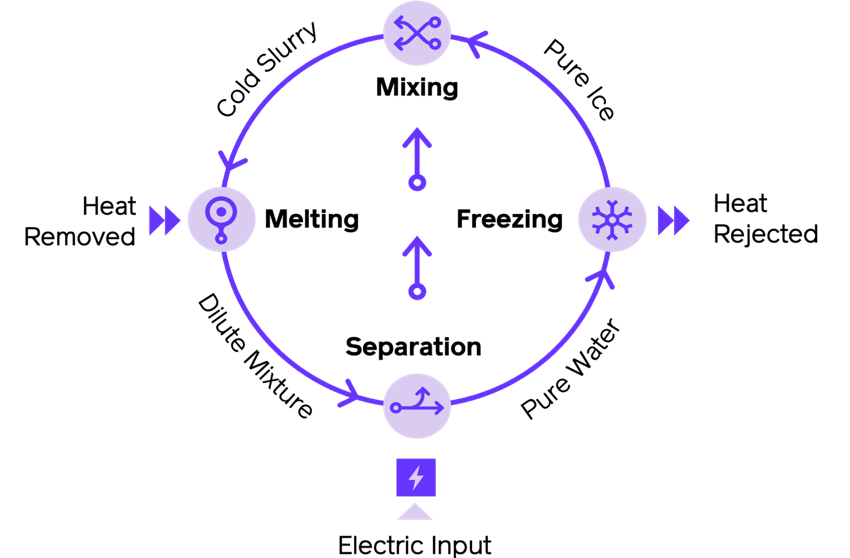 Cold Slurry
Pure Ice
Mixing
Heat
Removed
Melting
Freezing
Heat
Rejected
Dilute Mixture
Separation
Pure Water
Electric Input